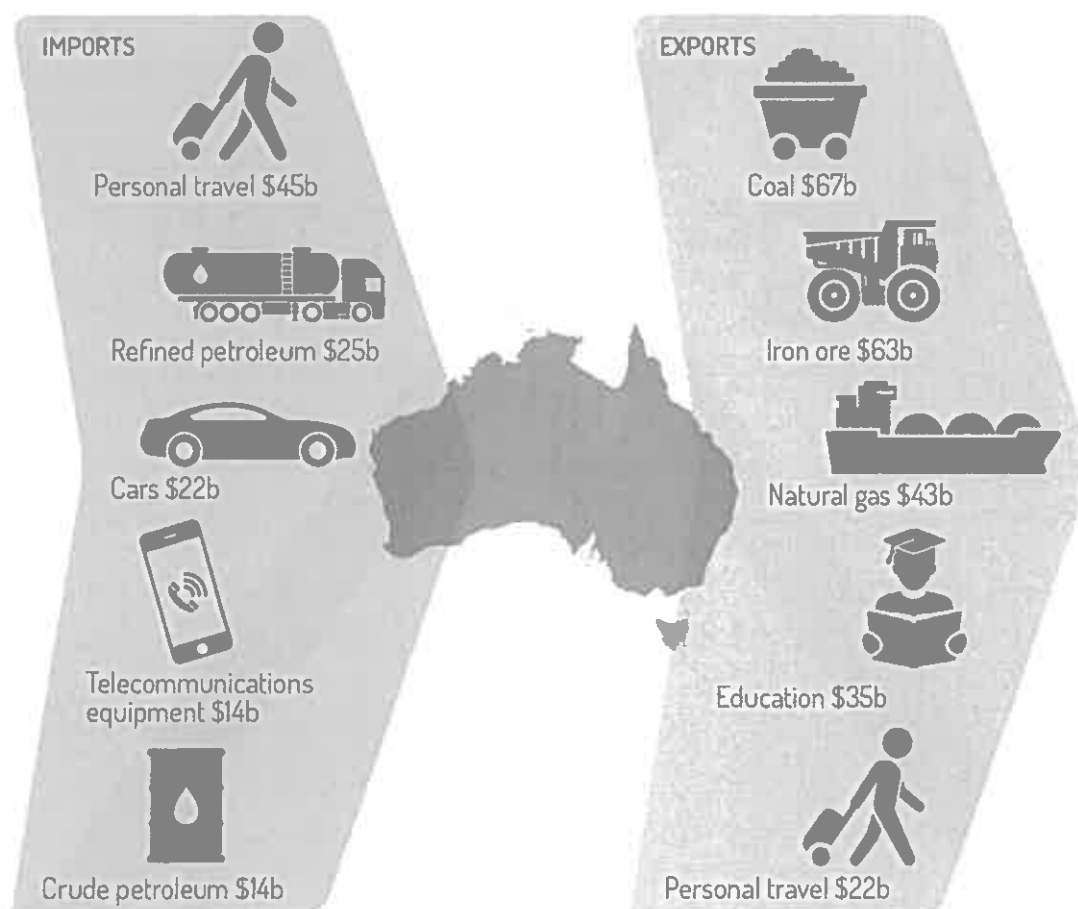 IMPORTS
Personal travel $45b
Refined petroleum $25b
Cars $22b
Telecommunications
equipment $14b
Crude petroleum $14b
EXPORTS
Coal $67b
Iron ore $63b
Natural gas $43b
Education $35b
Personal travel $22b